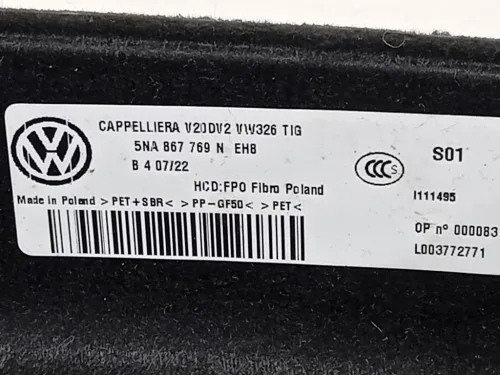 CAPPELLIERA V20DV2 VW326 TIG
5NA 867 769 N EH8
B 4 07/22
HCD:FPO Fibro Poland
Made in Poland >PET+SBR< >PP-GF50< >PET<
CCC S
S01
I111495
OP n° 000083
L003772771